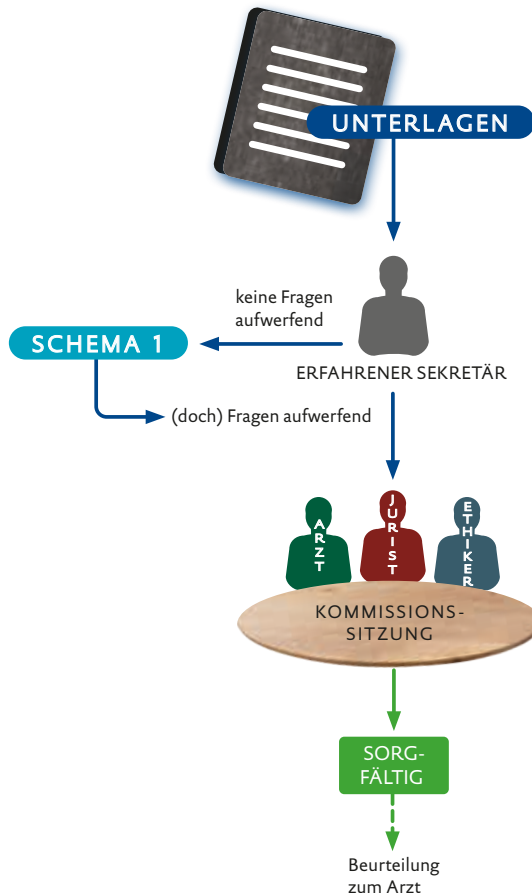 UNTERLAGEN
keine Fragen
aufwerfend
SCHEMA 1
ERFAHRENER SEKRETÄR
(doch) Fragen aufwerfend
ARZT
JURIST
ETHIKER
KOMMISSIONS-
SITZUNG
SORG-
FÄLTIG
Beurteilung
zum Arzt